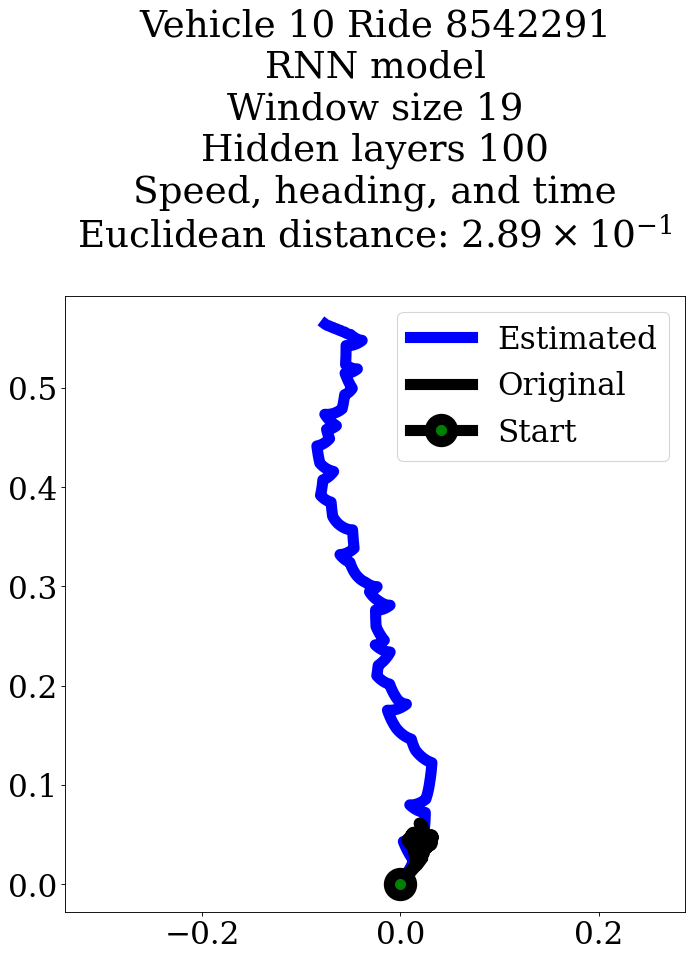 Vehicle 10 Ride 8542291
RNN model
Window size 19
Hidden layers 100
Speed, heading, and time
Euclidean distance: 2.89 × 10⁻¹
Estimated
Original
Start
0.5
0.4
0.3
0.2
0.1
0.0
−0.2 0.0 0.2